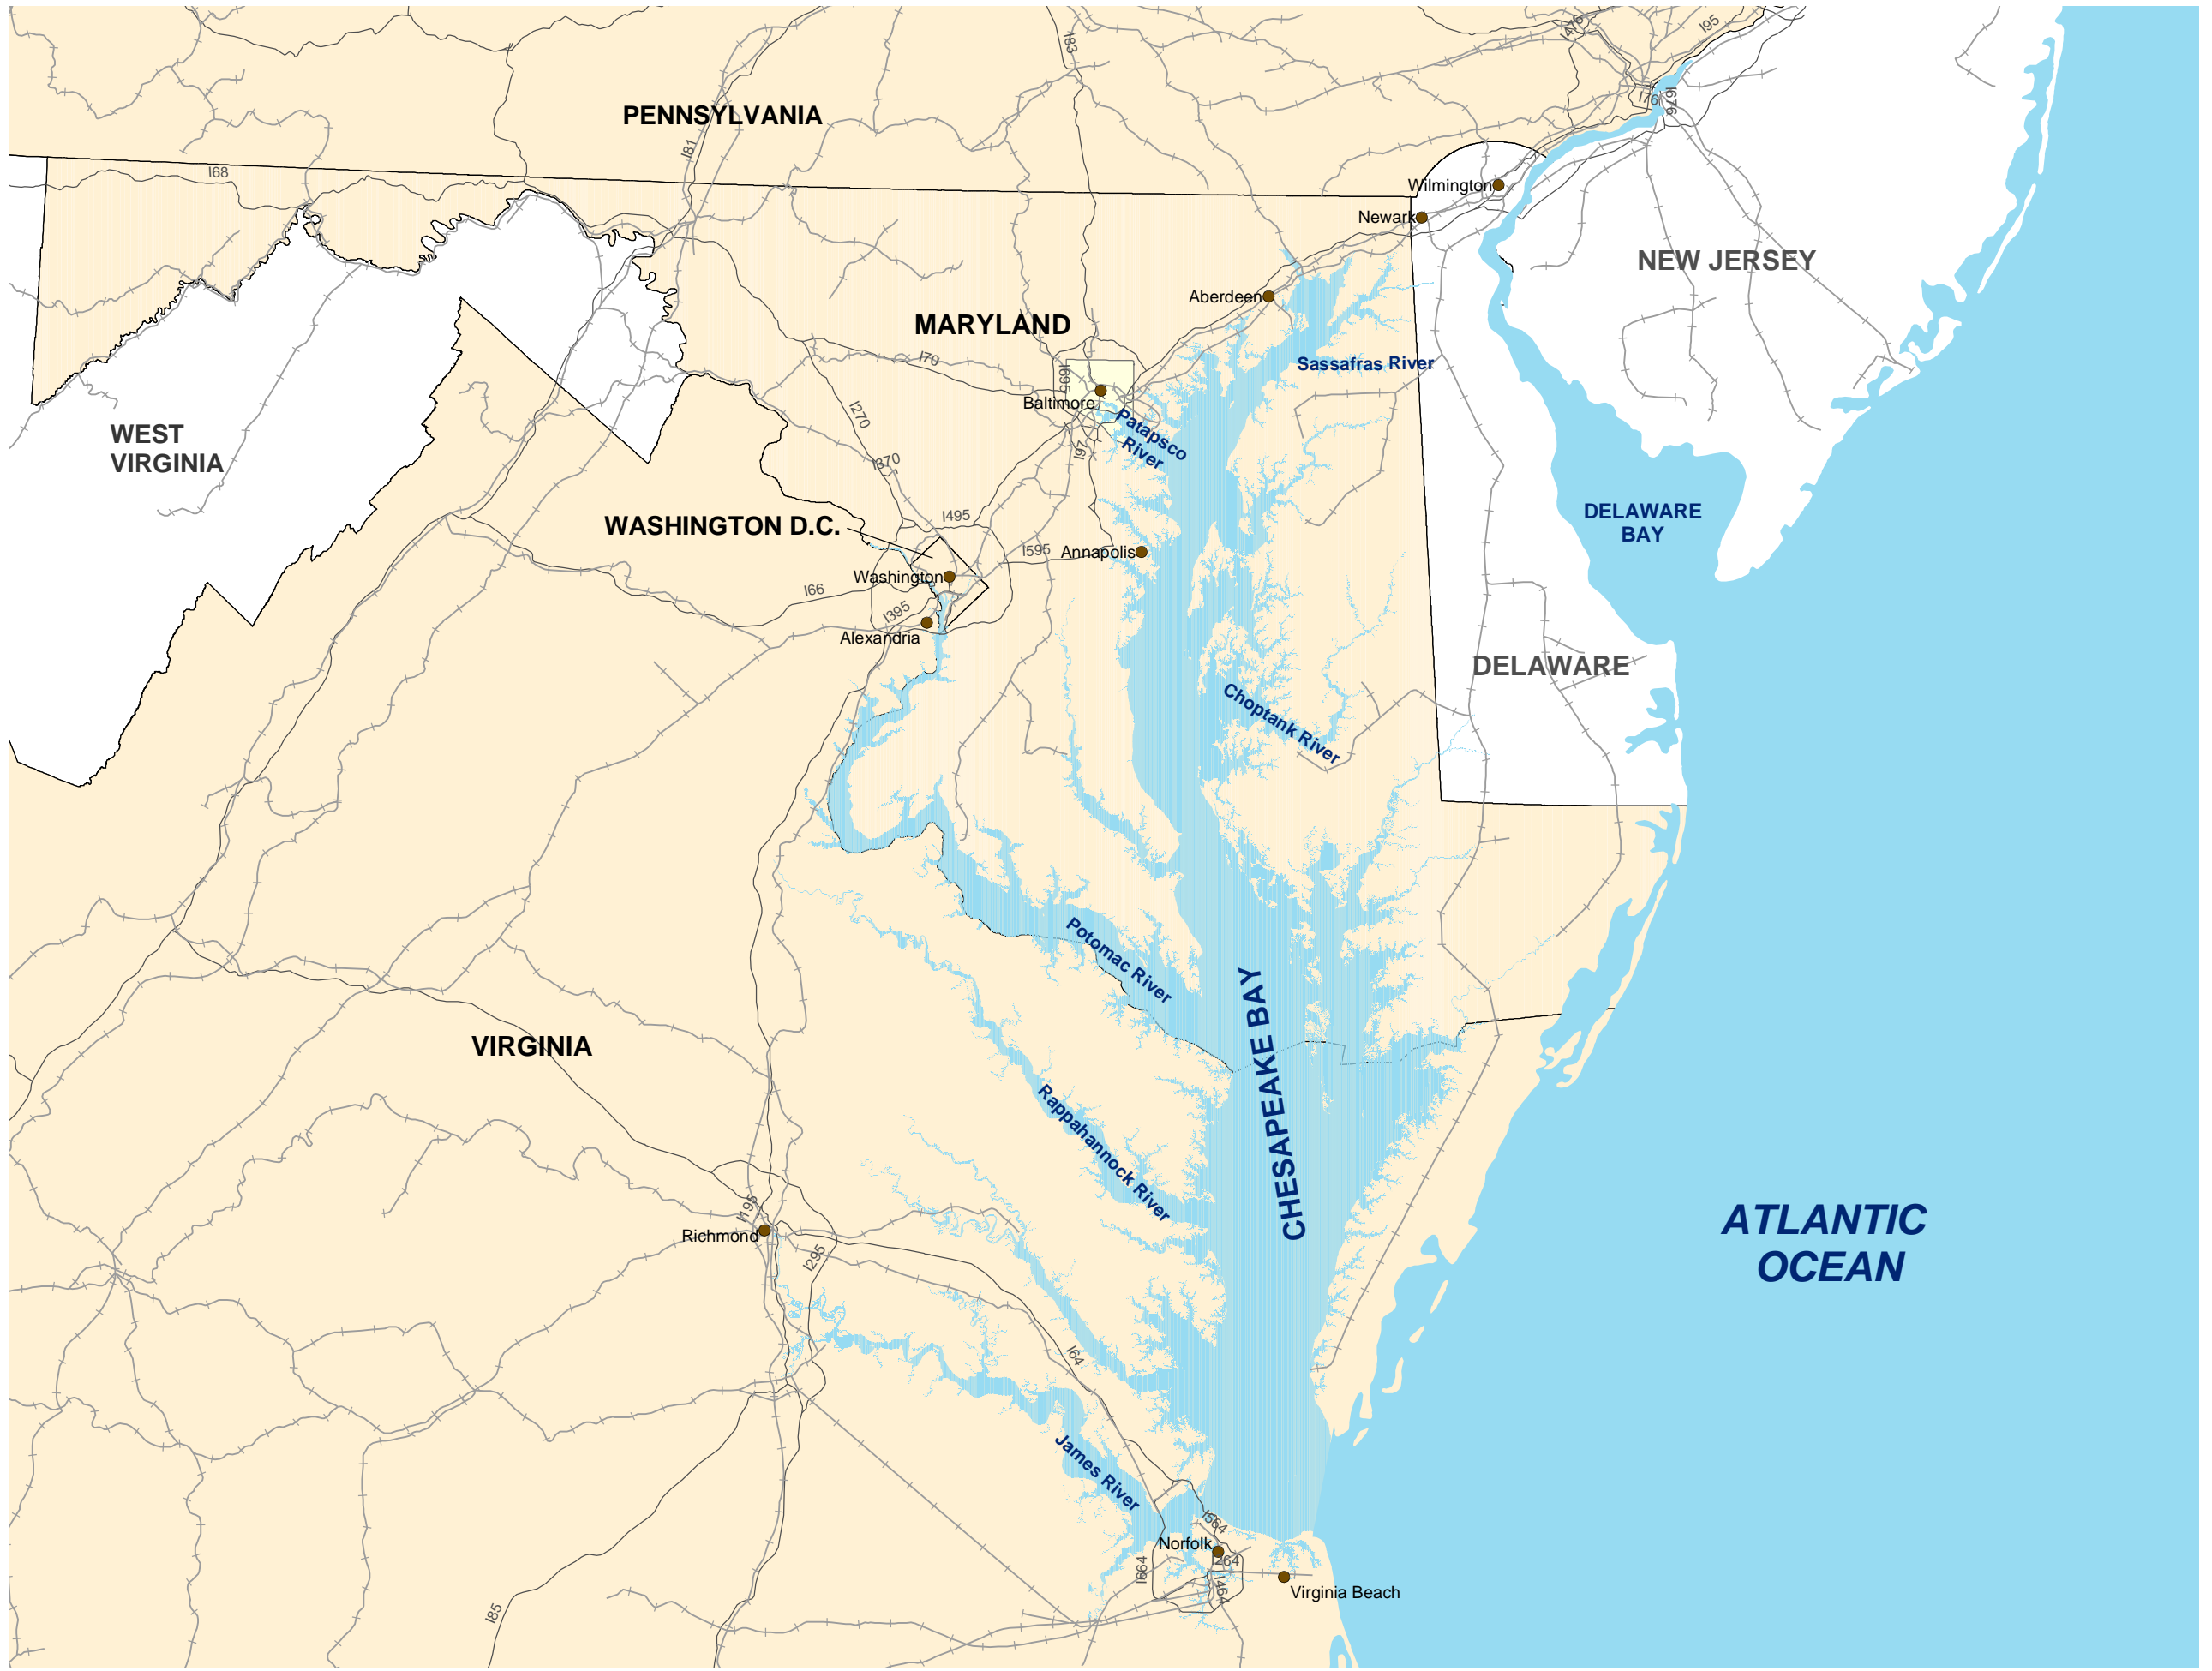 I83
I476
I95
I76
I676
PENNSYLVANIA
I81
I68
Wilmington
Newark
NEW JERSEY
Aberdeen
MARYLAND
I70
I695
Sassafras River
Baltimore
Patapsco
River
I270
I97
WEST
VIRGINIA
I370
DELAWARE
BAY
WASHINGTON D.C.
I495
I595
Annapolis
Washington
I66
I395
Alexandria
DELAWARE
Choptank River
Potomac River
CHESAPEAKE BAY
VIRGINIA
Rappahannock River
I195
Richmond
I295
ATLANTIC
OCEAN
I64
James River
I564
Norfolk
I264
I664
I464
Virginia Beach
I85